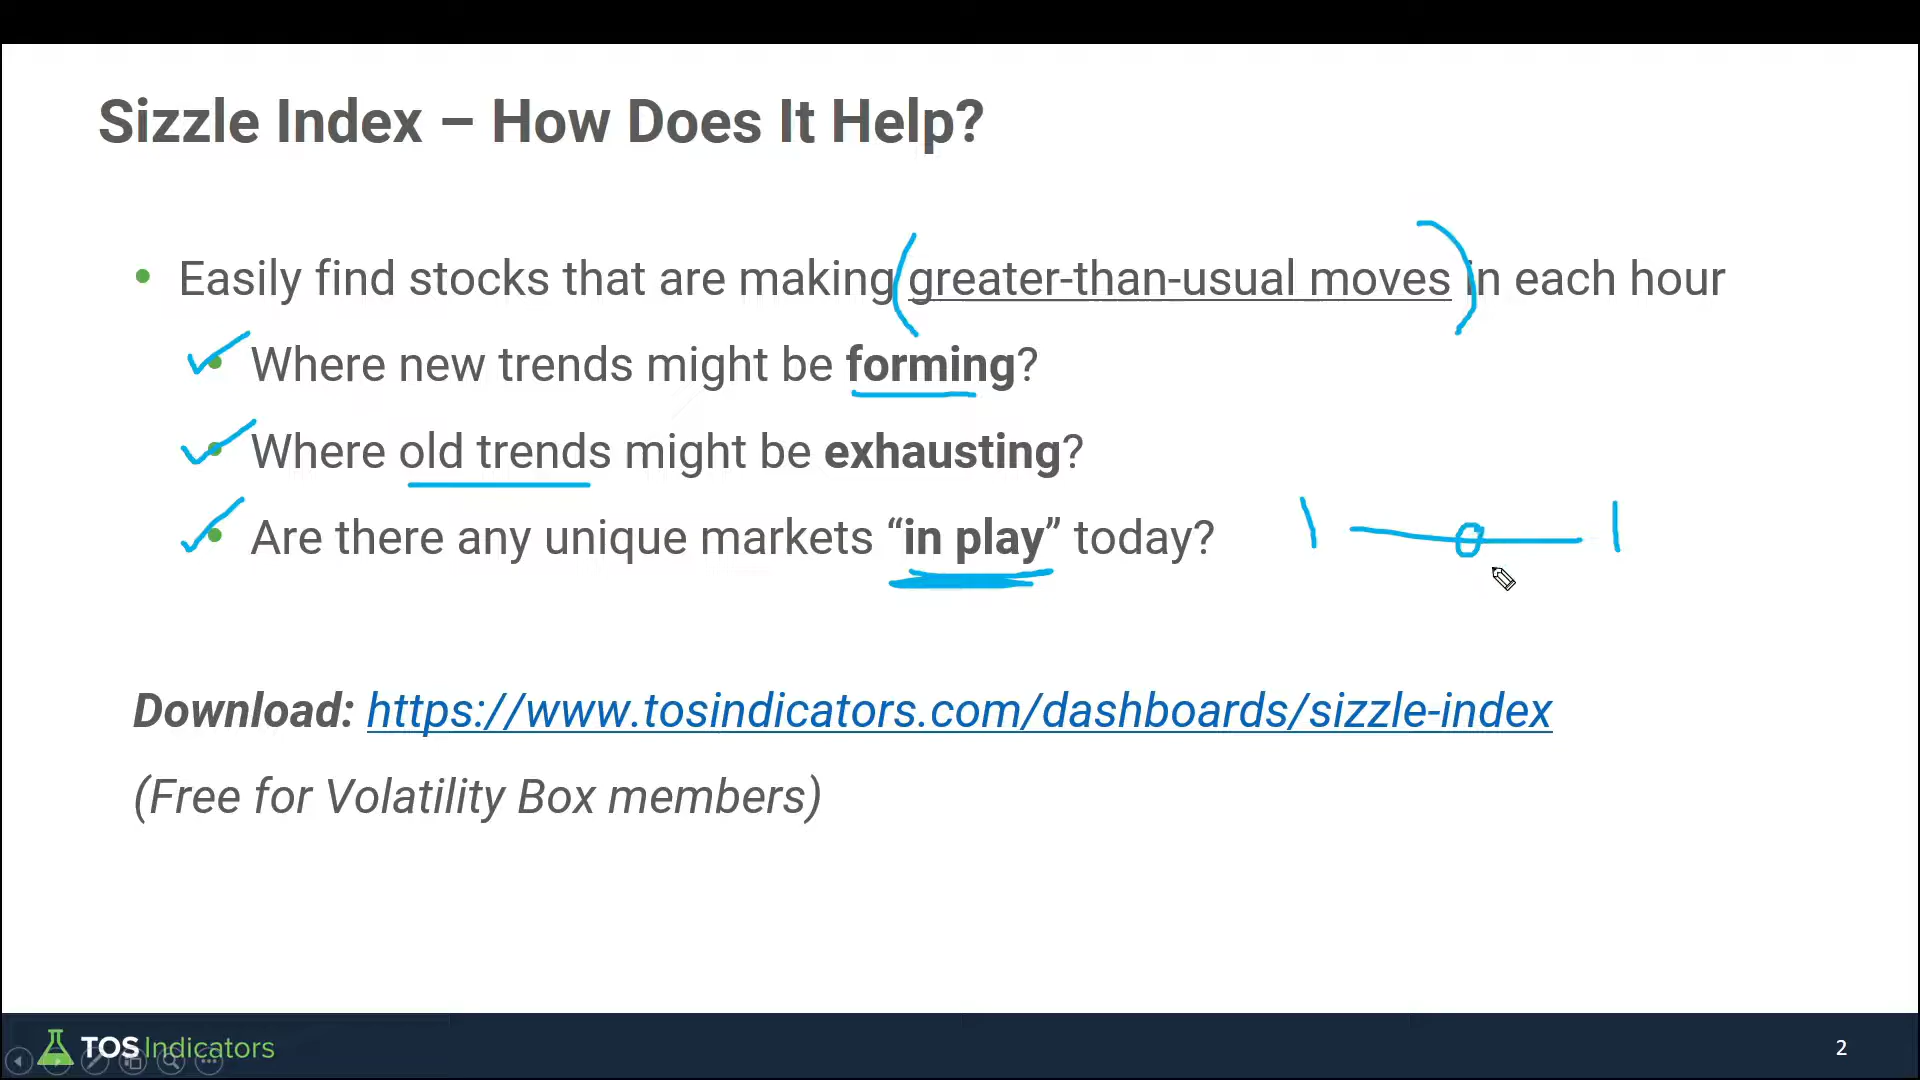 Sizzle Index – How Does It Help?
• Easily find stocks that are making greater-than-usual moves in each hour
• Where new trends might be forming?
• Where old trends might be exhausting?
• Are there any unique markets “in play” today?
Download: https://www.tosindicators.com/dashboards/sizzle-index
(Free for Volatility Box members)
TOS Indicators
2